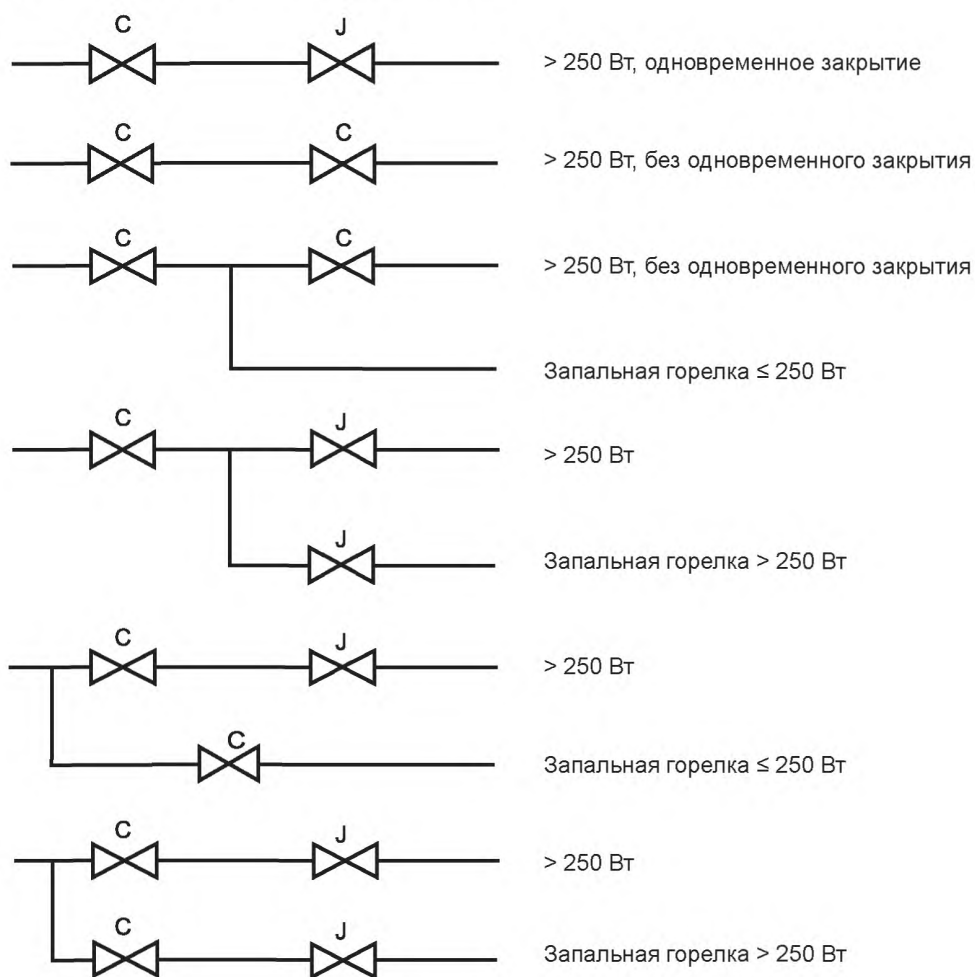 C J
> 250 Вт, одновременное закрытие
C C
> 250 Вт, без одновременного закрытия
C C
> 250 Вт, без одновременного закрытия
Запальная горелка ≤ 250 Вт
C J
> 250 Вт
J
Запальная горелка > 250 Вт
C J
> 250 Вт
C
Запальная горелка ≤ 250 Вт
C J
> 250 Вт
C J
Запальная горелка > 250 Вт